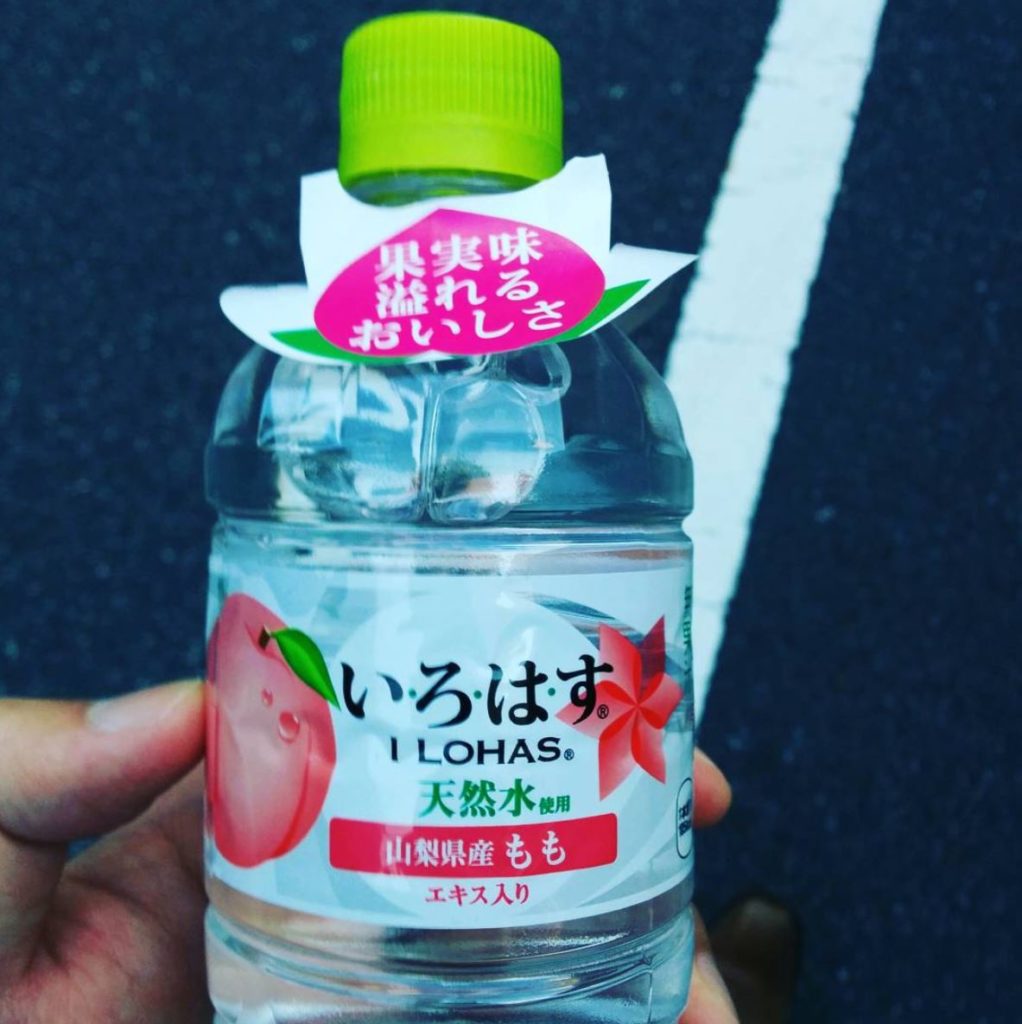 果実味
溢れる
おいしさ
い・ろ・は・す®
I LOHAS®
天然水使用
山梨県産 もも
エキス入り